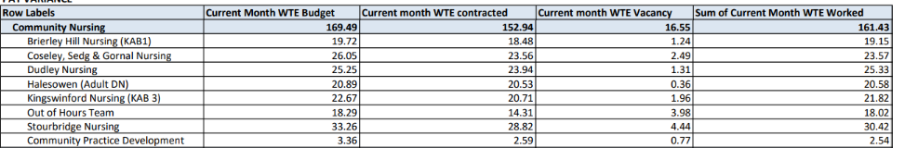 PAY VARIANCE
Row Labels Current Month WTE Budget Current month WTE contracted Current month WTE Vacancy Sum of Current Month WTE Worked
Community Nursing 169.49 152.94 16.55 161.43
Brierley Hill Nursing (KAB1) 19.72 18.48 1.24 19.15
Coseley, Sedg & Gornal Nursing 26.05 23.56 2.49 23.57
Dudley Nursing 25.25 23.94 1.31 25.33
Halesowen (Adult DN) 20.89 20.53 0.36 20.58
Kingswinford Nursing (KAB 3) 22.67 20.71 1.96 21.82
Out of Hours Team 18.29 14.31 3.98 18.02
Stourbridge Nursing 33.26 28.82 4.44 30.42
Community Practice Development 3.36 2.59 0.77 2.54